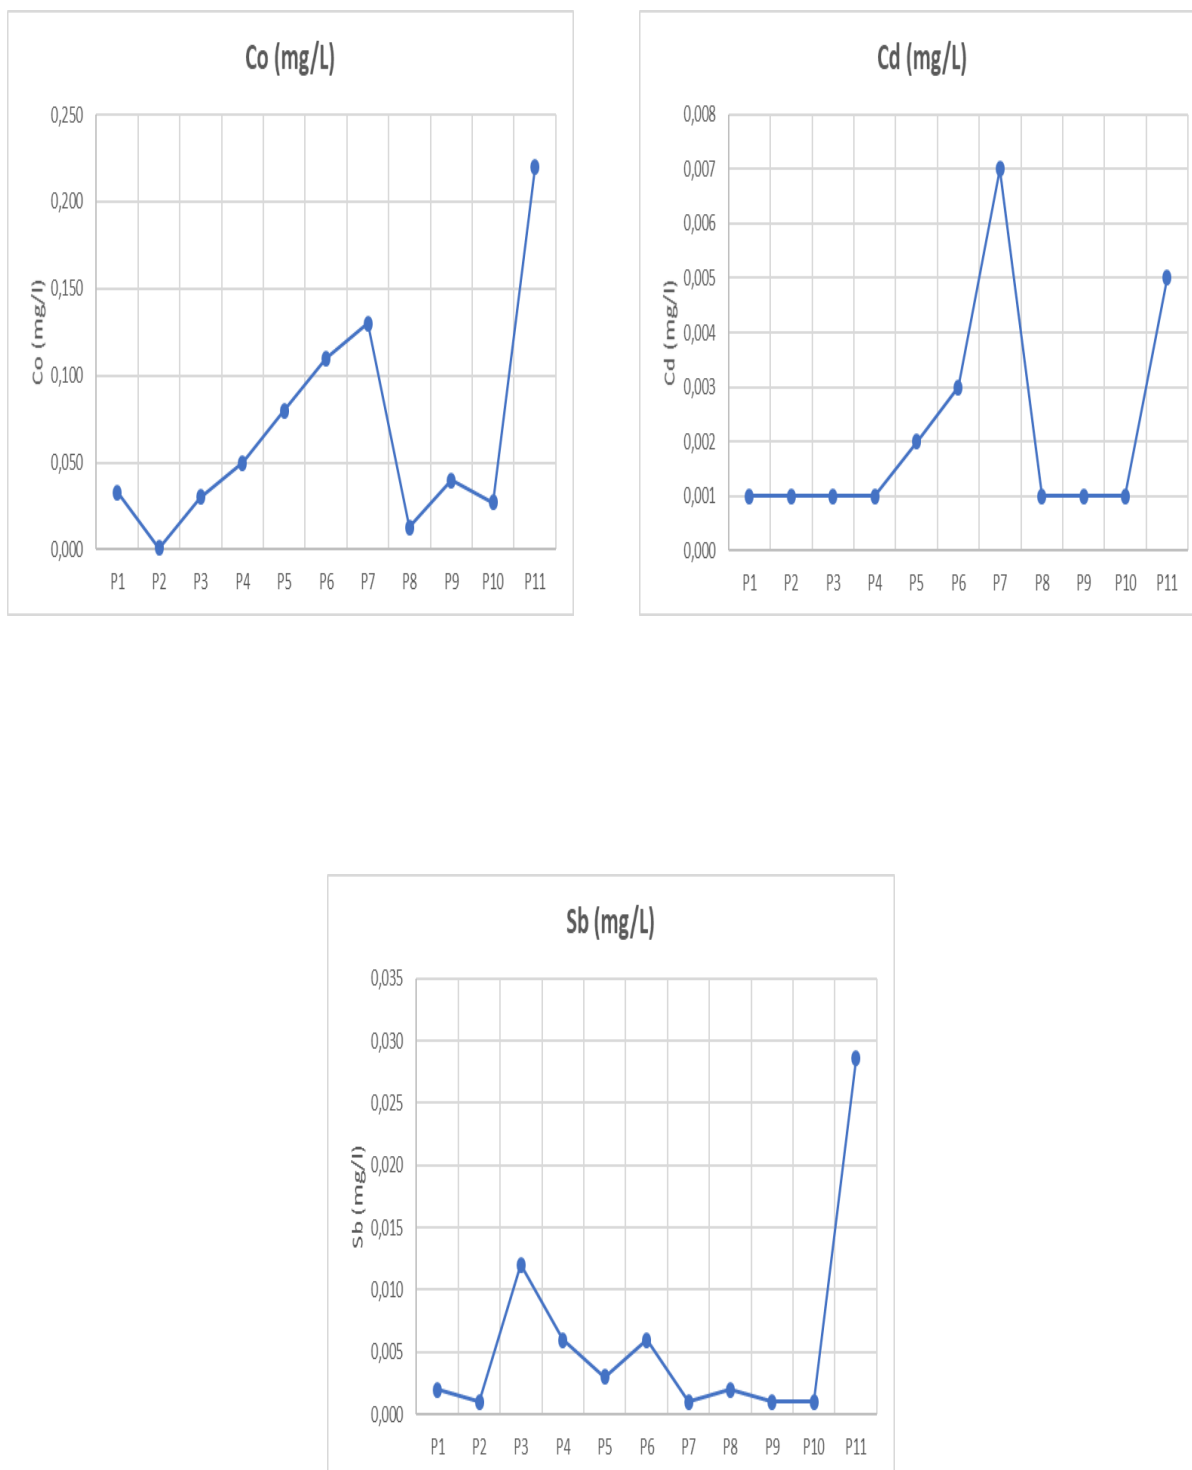 Co (mg/L)
0,250
0,200
0,150
0,100
0,050
0,000
Co (mg/l)
P1 P2 P3 P4 P5 P6 P7 P8 P9 P10 P11
Cd (mg/L)
0,008
0,007
0,006
0,005
0,004
0,003
0,002
0,001
0,000
Cd (mg/l)
P1 P2 P3 P4 P5 P6 P7 P8 P9 P10 P11
Sb (mg/L)
0,035
0,030
0,025
0,020
0,015
0,010
0,005
0,000
Sb (mg/l)
P1 P2 P3 P4 P5 P6 P7 P8 P9 P10 P11